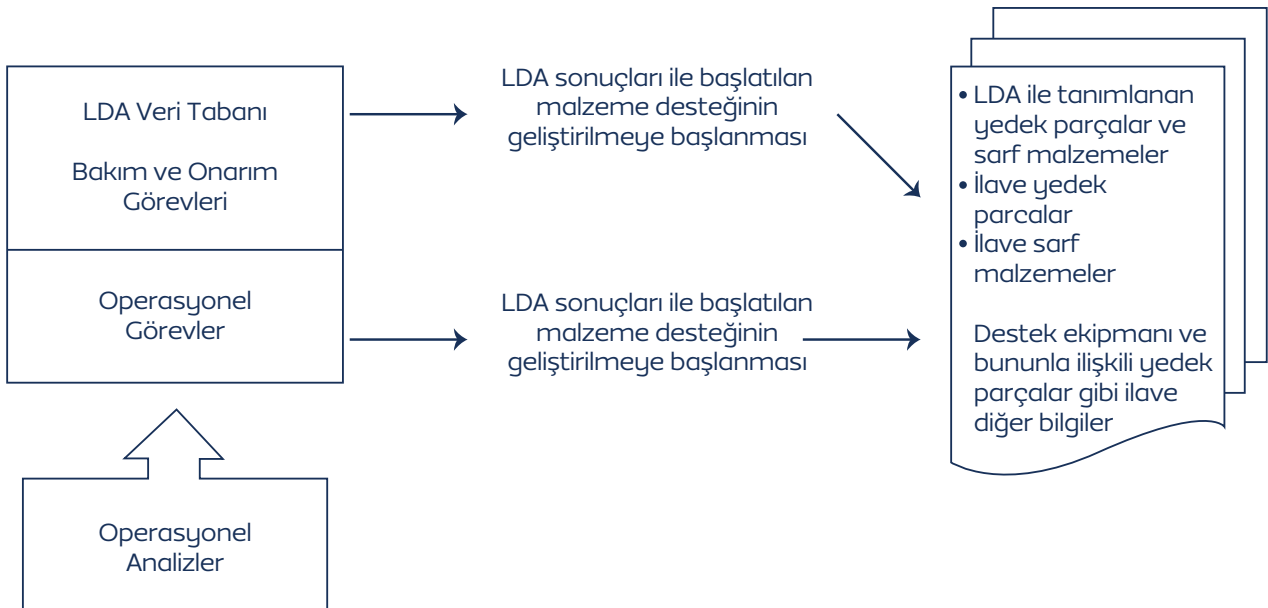 LDA Veri Tabanı
Bakım ve Onarım
Görevleri
Operasyonel
Görevler
Operasyonel
Analizler
LDA sonuçları ile başlatılan
malzeme desteğinin
geliştirilmeye başlanması
LDA sonuçları ile başlatılan
malzeme desteğinin
geliştirilmeye başlanması
• LDA ile tanımlanan
yedek parçalar ve
sarf malzemeler
• İlave yedek
parcalar
• İlave sarf
malzemeler
Destek ekipmanı ve
bununla ilişkili yedek
parçalar gibi ilave
diğer bilgiler